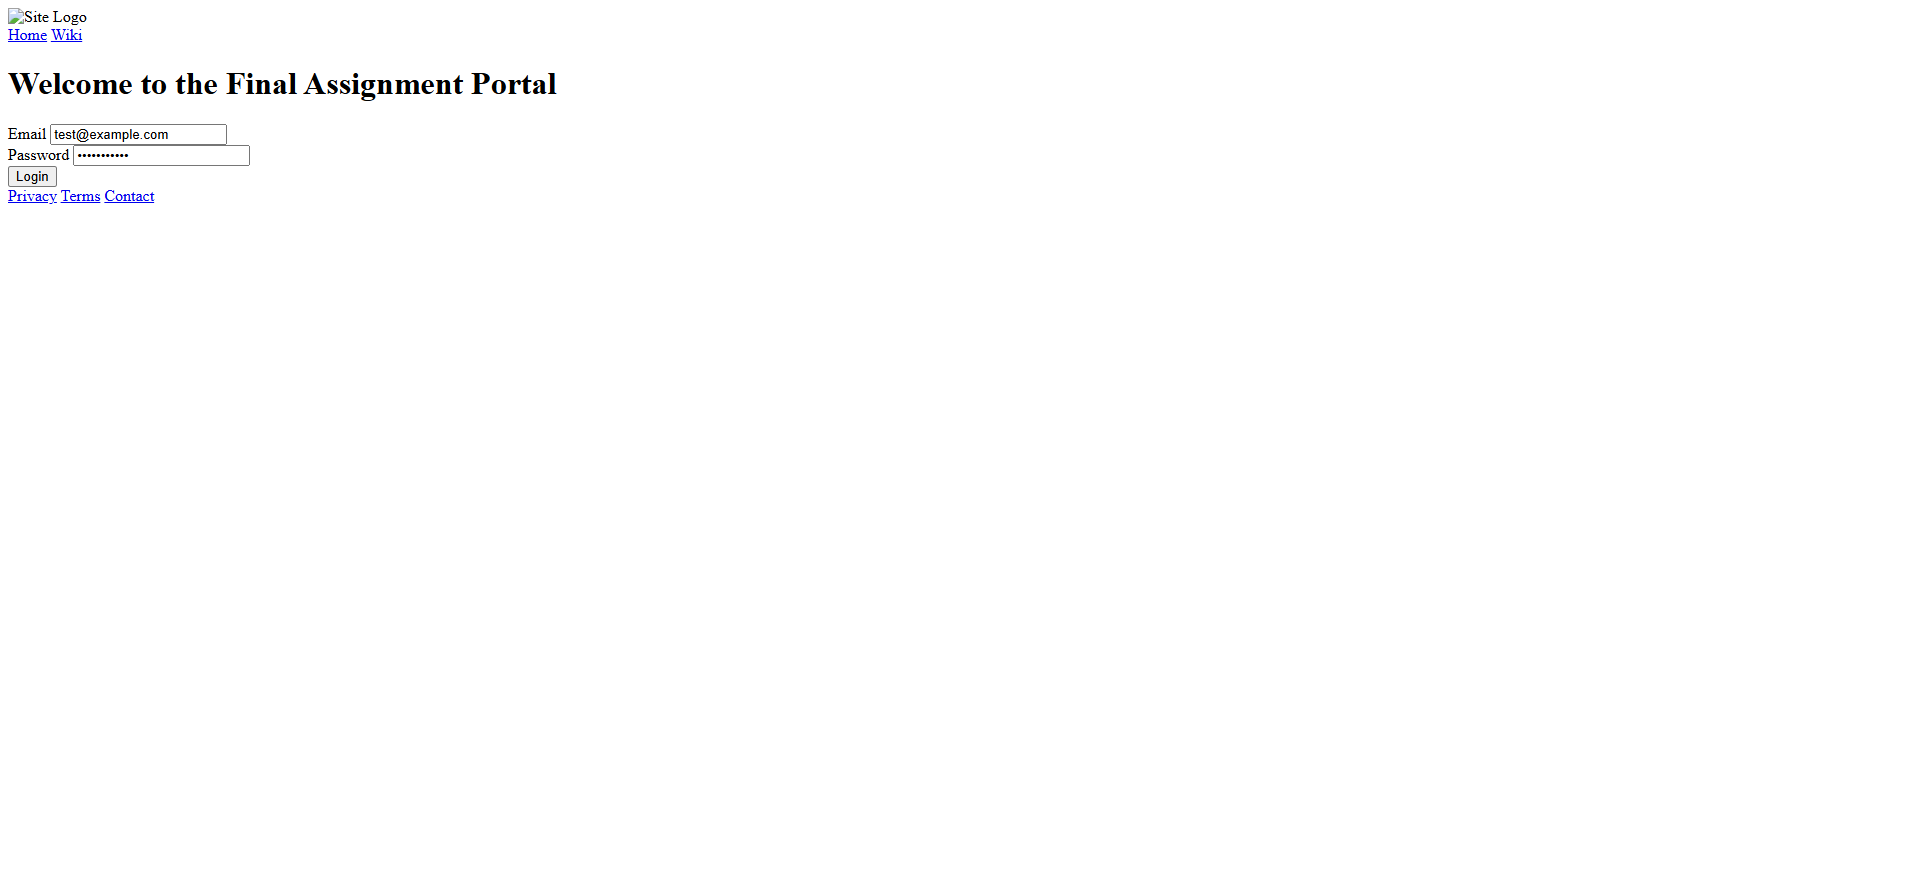 Site Logo
Home Wiki
Welcome to the Final Assignment Portal
Email test@example.com
Password •••••••••••
Login
Privacy Terms Contact